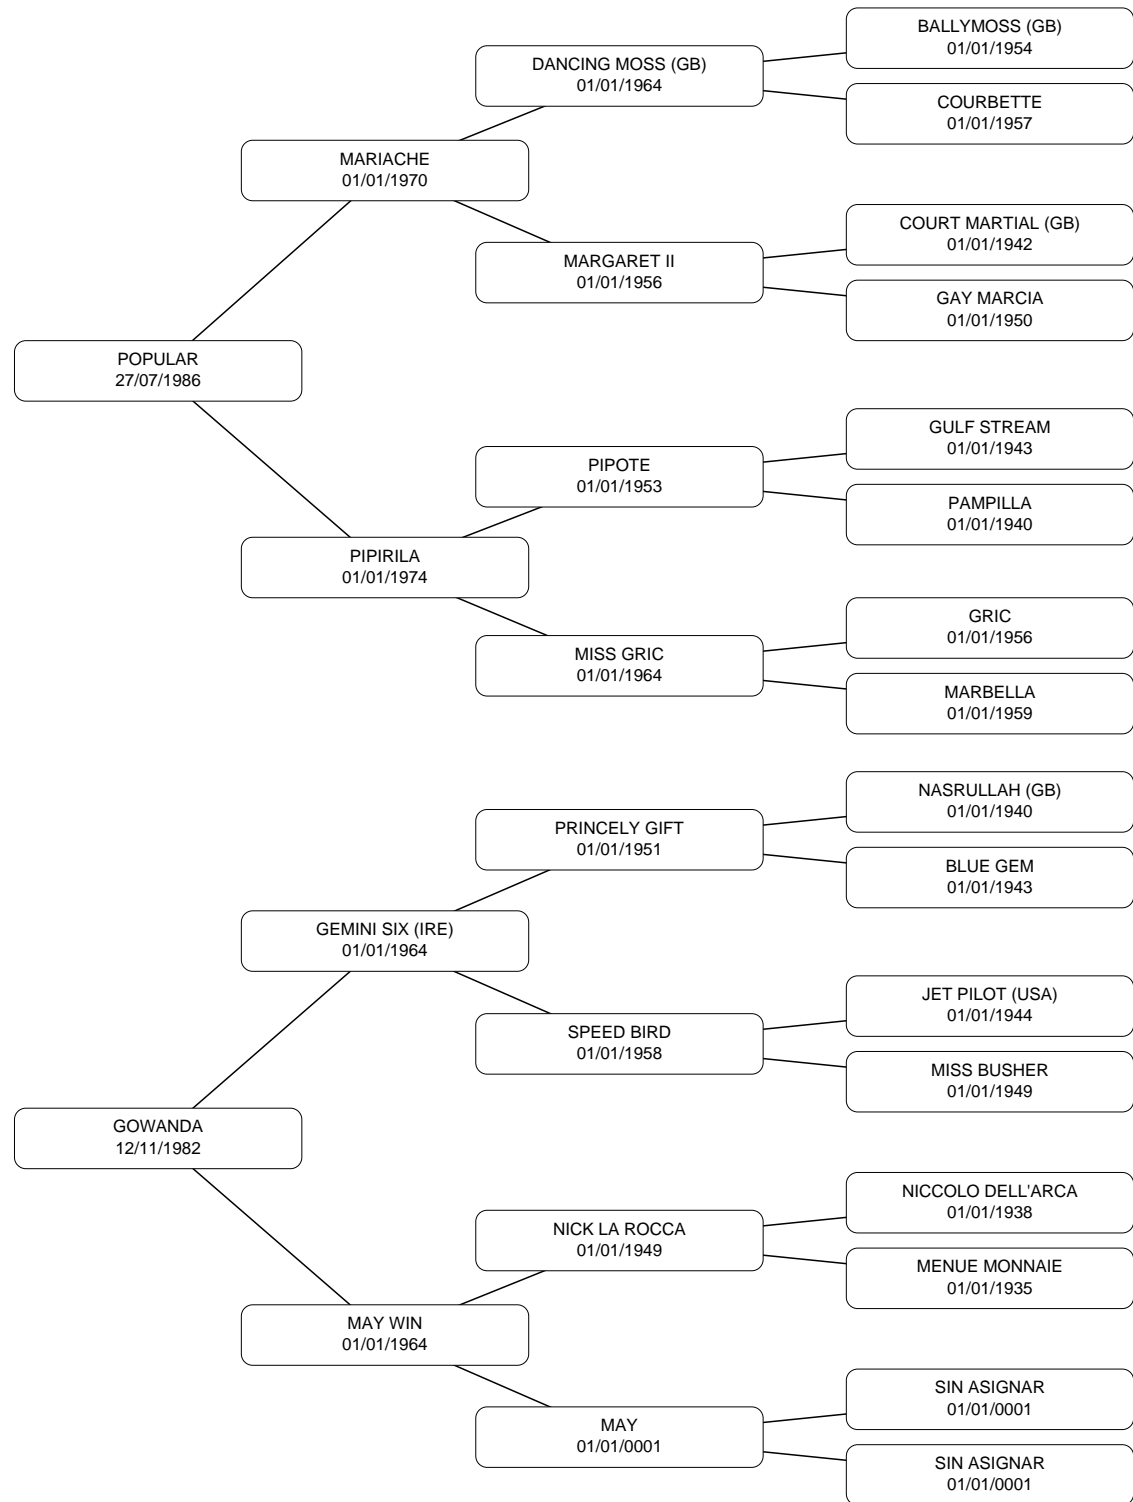 BALLYMOSS (GB)
01/01/1954
DANCING MOSS (GB)
01/01/1964
COURBETTE
01/01/1957
MARIACHE
01/01/1970
COURT MARTIAL (GB)
01/01/1942
MARGARET II
01/01/1956
GAY MARCIA
01/01/1950
POPULAR
27/07/1986
GULF STREAM
01/01/1943
PIPOTE
01/01/1953
PAMPILLA
01/01/1940
PIPIRILA
01/01/1974
GRIC
01/01/1956
MISS GRIC
01/01/1964
MARBELLA
01/01/1959
NASRULLAH (GB)
01/01/1940
PRINCELY GIFT
01/01/1951
BLUE GEM
01/01/1943
GEMINI SIX (IRE)
01/01/1964
JET PILOT (USA)
01/01/1944
SPEED BIRD
01/01/1958
MISS BUSHER
01/01/1949
GOWANDA
12/11/1982
NICCOLO DELL'ARCA
01/01/1938
NICK LA ROCCA
01/01/1949
MENUE MONNAIE
01/01/1935
MAY WIN
01/01/1964
SIN ASIGNAR
01/01/0001
MAY
01/01/0001
SIN ASIGNAR
01/01/0001